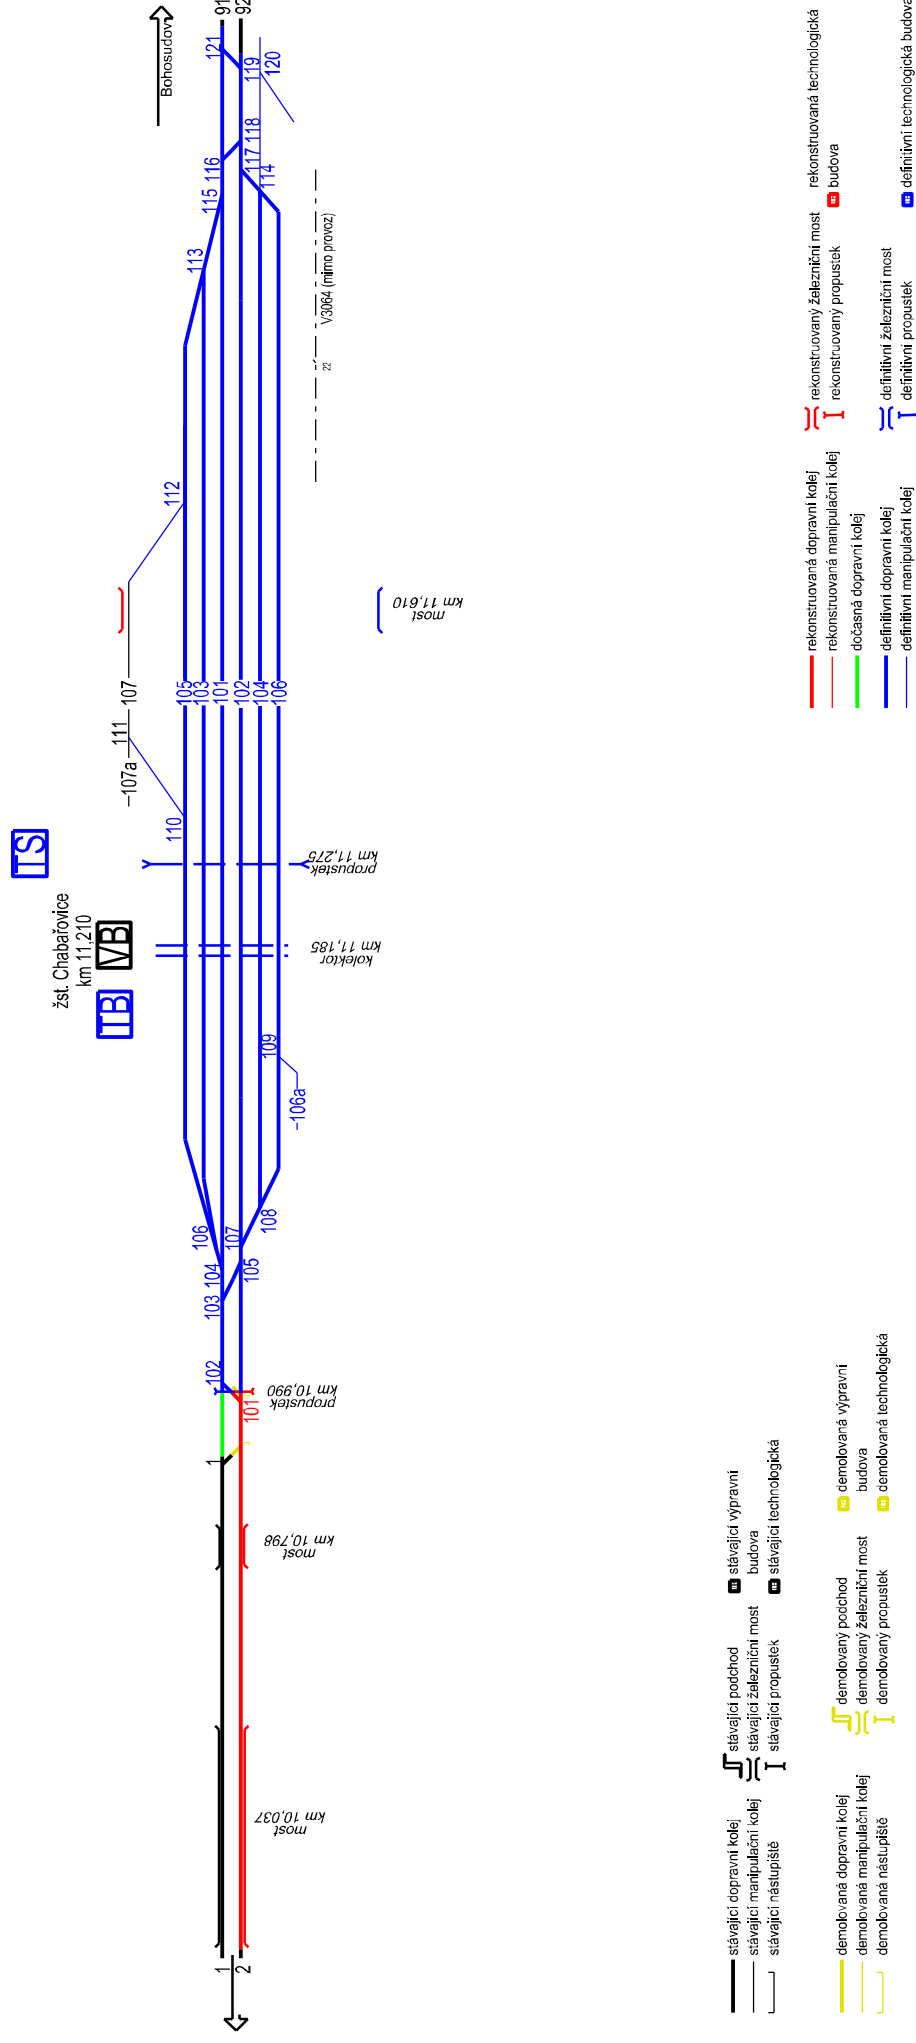 žst. Chabařovice
km 11,210
TS
TB
VB
Bohosudov
91
92
121
119
120
118
117
116
115
114
113
112
111
110
107
–107a
105
103
101
102
104
106
22
V3064 (mimo provoz)
most
km 11,610
propustek
km 11,275
kolektor
km 11,185
109
–106a
108
107
106
105
104
103
102
101
propustek
km 10,990
1
most
km 10,798
most
km 10,037
1
2
stávající dopravní kolej
stávající manipulační kolej
stávající nástupiště
stávající podchod
stávající železniční most
stávající propustek
stávající výpravní
budova
stávající technologická
demolovaná dopravní kolej
demolovaná manipulační kolej
demolovaná nástupiště
demolovaný podchod
demolovaný železniční most
demolovaný propustek
demolovaná výpravní
budova
demolovaná technologická
rekonstruovaná dopravní kolej
rekonstruovaná manipulační kolej
dočasná dopravní kolej
definitivní dopravní kolej
definitivní manipulační kolej
rekonstruovaný železniční most
rekonstruovaný propustek
definitivní železniční most
definitivní propustek
rekonstruovaná technologická
budova
definitivní technologická budova